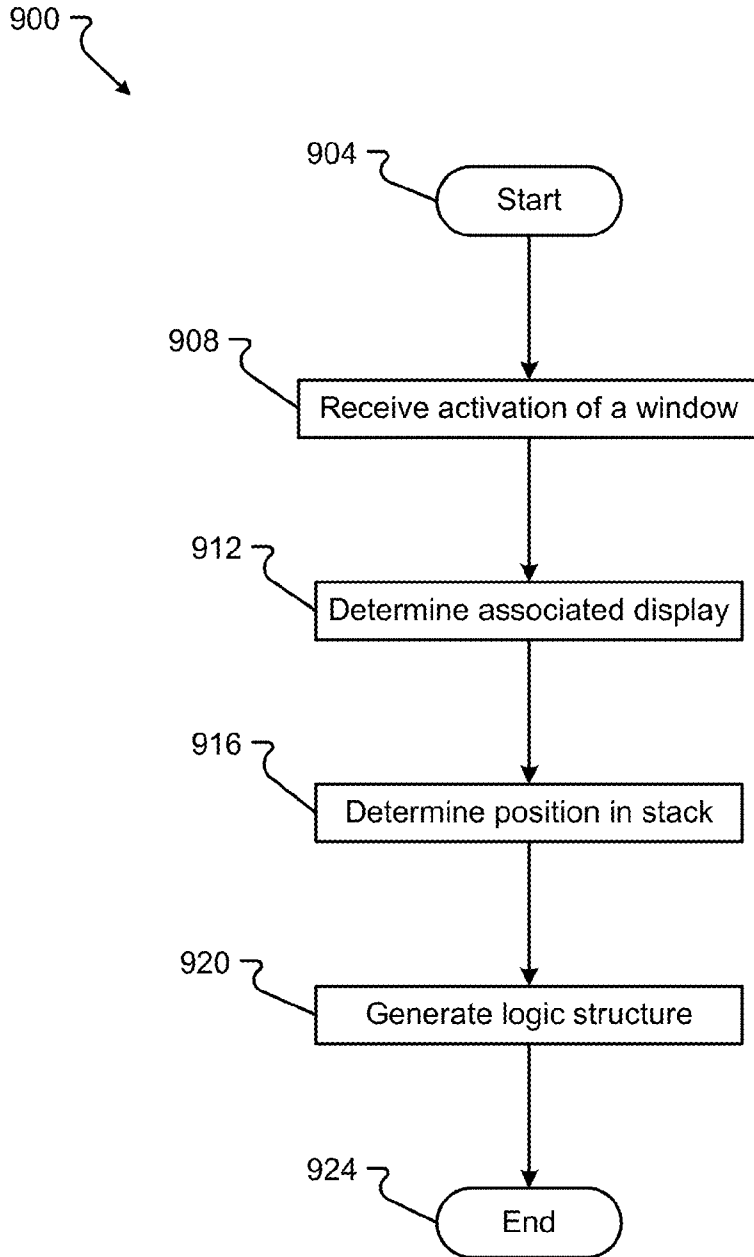 900
904
Start
908
Receive activation of a window
912
Determine associated display
916
Determine position in stack
920
Generate logic structure
924
End